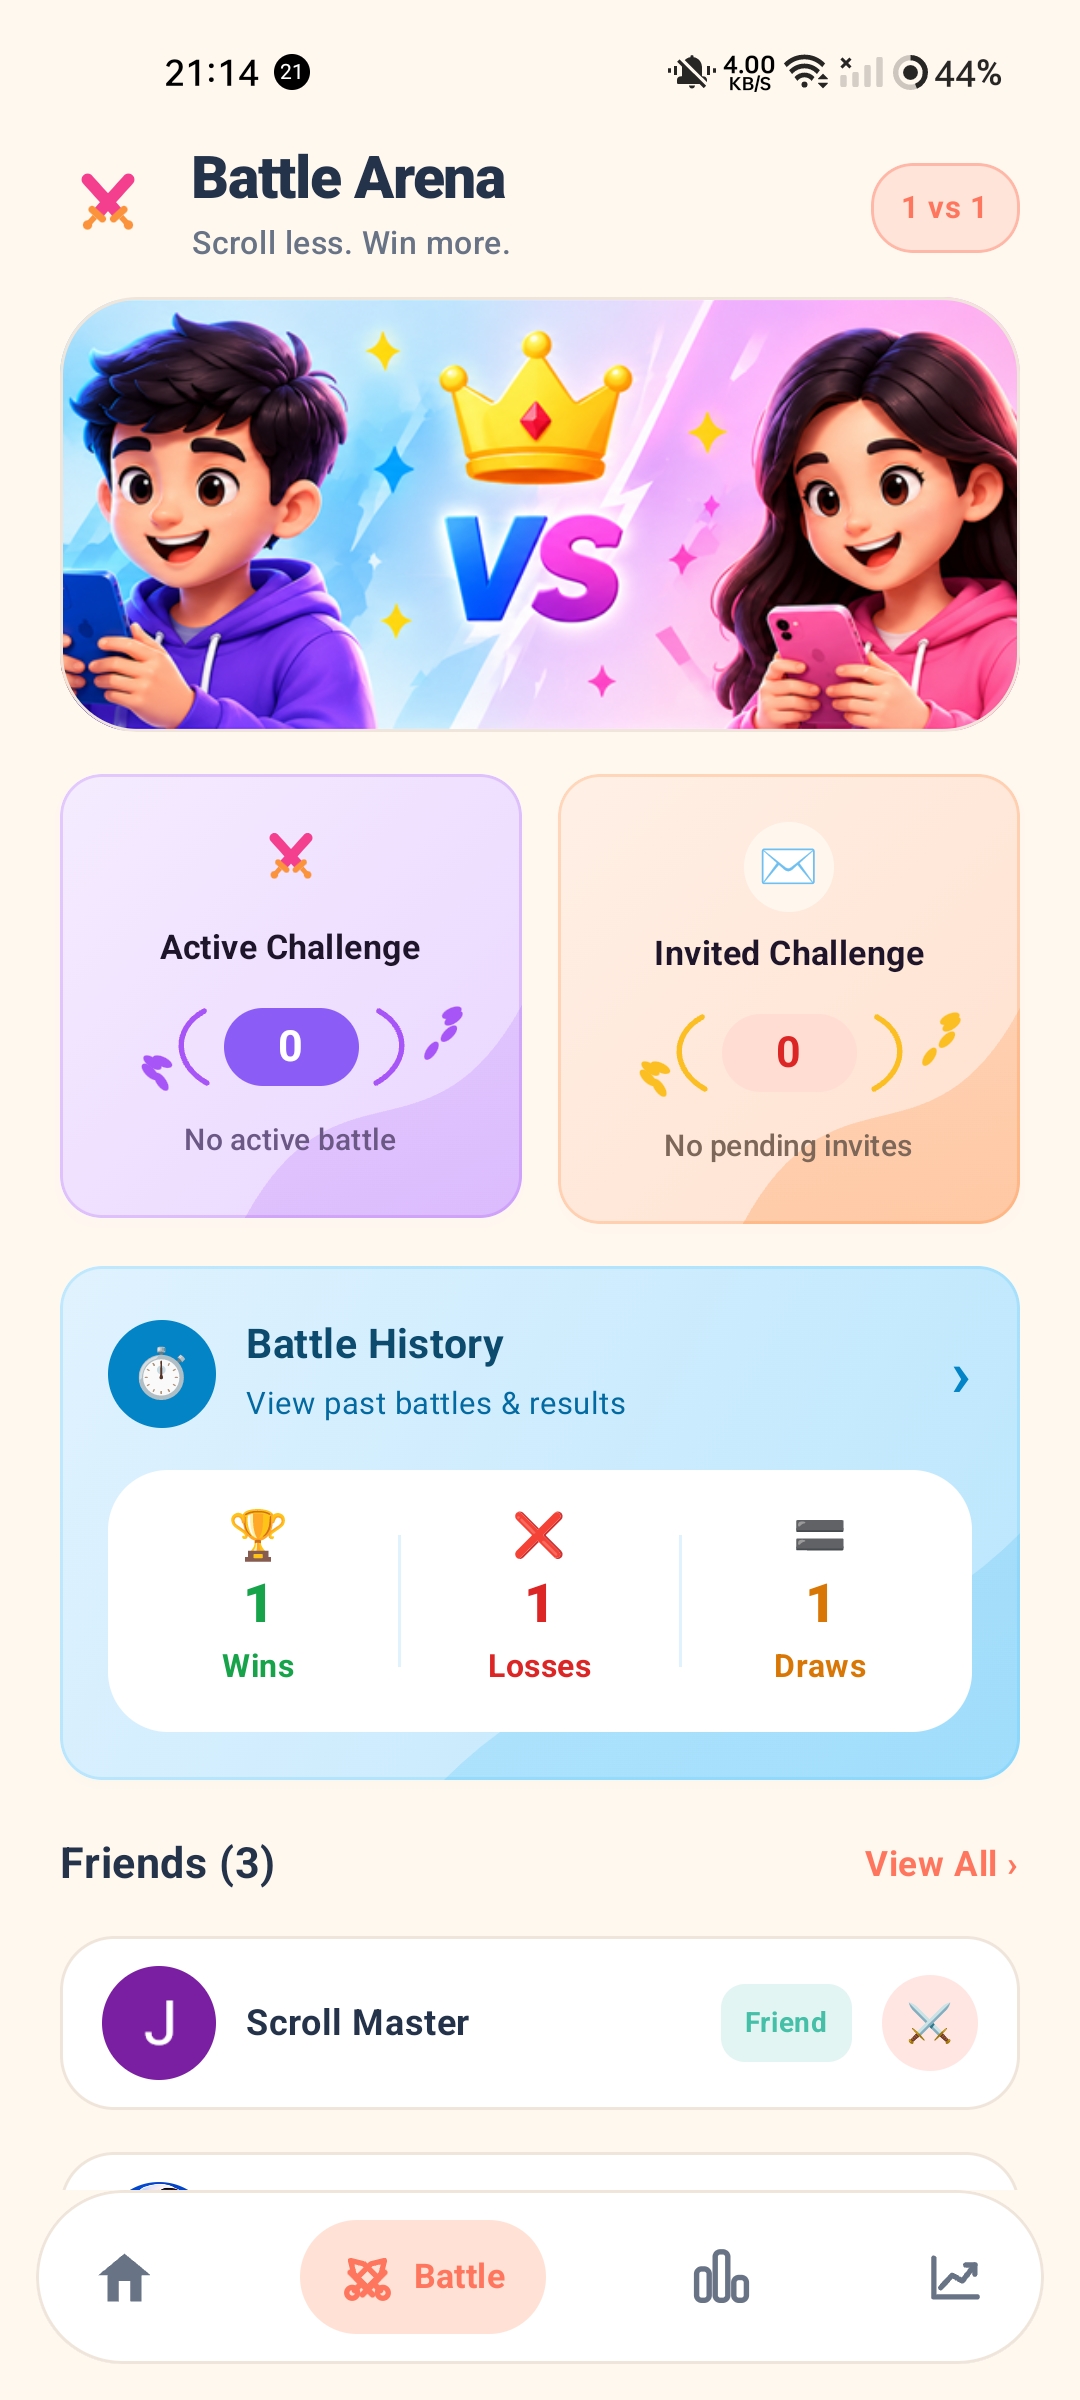 21:14 21 4.00 KB/S 44%
Battle Arena
Scroll less. Win more.
1 vs 1
VS
Active Challenge
0
No active battle
Invited Challenge
0
No pending invites
Battle History
View past battles & results
1 1 1
Wins Losses Draws
Friends (3) View All ›
J Scroll Master Friend
Battle